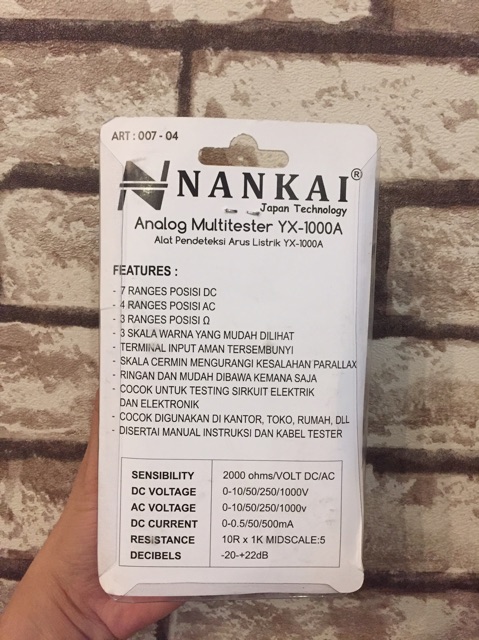 ART : 007 - 04
NANKAI®
Japan Technology
Analog Multitester YX-1000A
Alat Pendeteksi Arus Listrik YX-1000A
FEATURES :
- 7 RANGES POSISI DC
- 4 RANGES POSISI AC
- 3 RANGES POSISI Ω
- 3 SKALA WARNA YANG MUDAH DILIHAT
- TERMINAL INPUT AMAN TERSEMBUNYI
- SKALA CERMIN MENGURANGI KESALAHAN PARALLAX
- RINGAN DAN MUDAH DIBAWA KEMANA SAJA
- COCOK UNTUK TESTING SIRKUIT ELEKTRIK
DAN ELEKTRONIK
- COCOK DIGUNAKAN DI KANTOR, TOKO, RUMAH, DLL
- DISERTAI MANUAL INSTRUKSI DAN KABEL TESTER
SENSIBILITY 2000 ohms/VOLT DC/AC
DC VOLTAGE 0-10/50/250/1000V
AC VOLTAGE 0-10/50/250/1000v
DC CURRENT 0-0.5/50/500mA
RESISTANCE 10R x 1K MIDSCALE:5
DECIBELS -20-+22dB